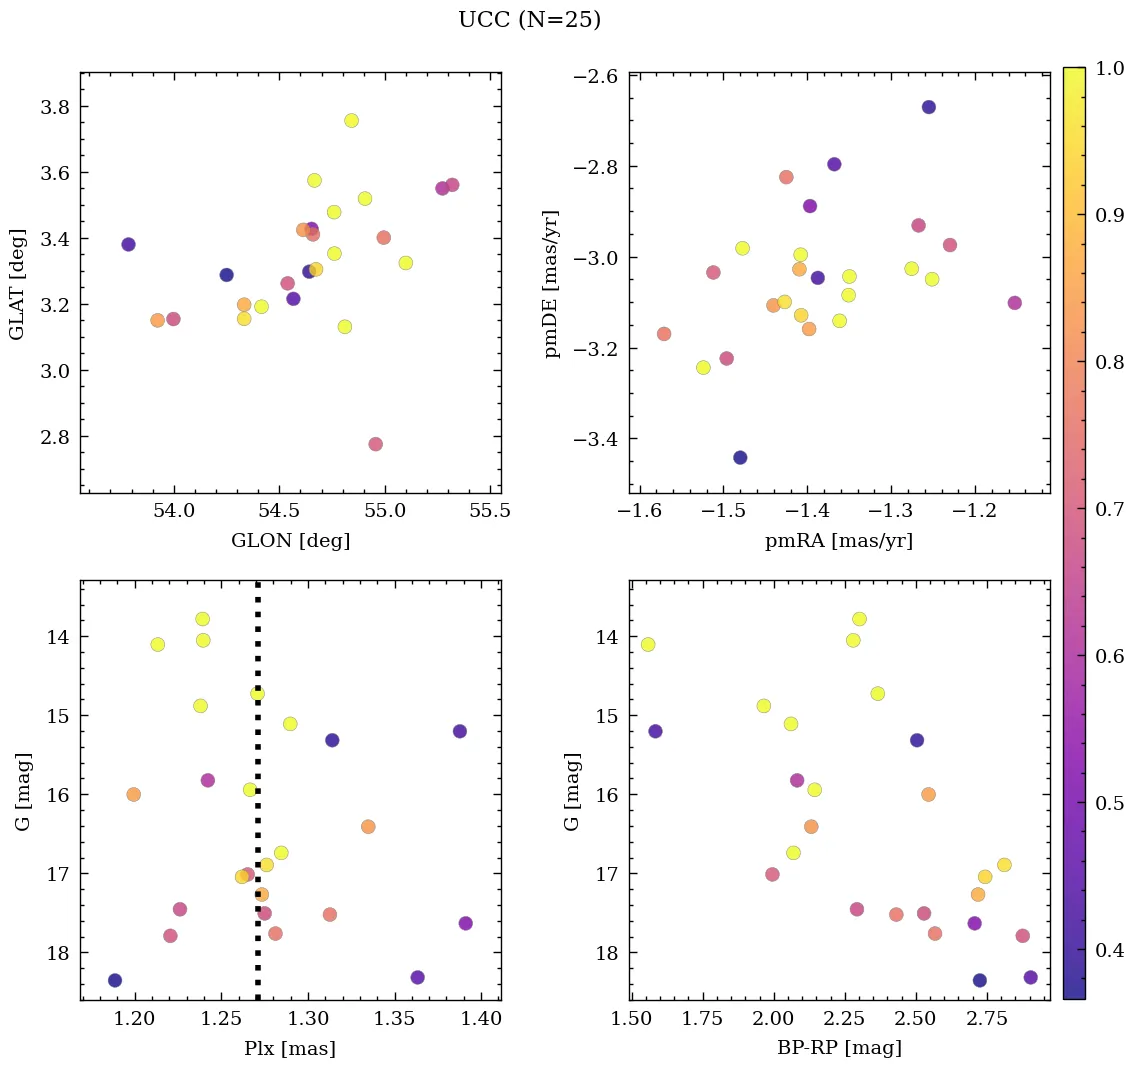 UCC (N=25)
3.8
3.6
3.4
3.2
3.0
2.8
GLAT [deg]
54.0 54.5 55.0 55.5
GLON [deg]
−2.6
−2.8
−3.0
−3.2
−3.4
pmDE [mas/yr]
−1.6 −1.5 −1.4 −1.3 −1.2
pmRA [mas/yr]
14
15
16
17
18
G [mag]
1.20 1.25 1.30 1.35 1.40
Plx [mas]
14
15
16
17
18
G [mag]
1.50 1.75 2.00 2.25 2.50 2.75
BP-RP [mag]
1.0
0.9
0.8
0.7
0.6
0.5
0.4